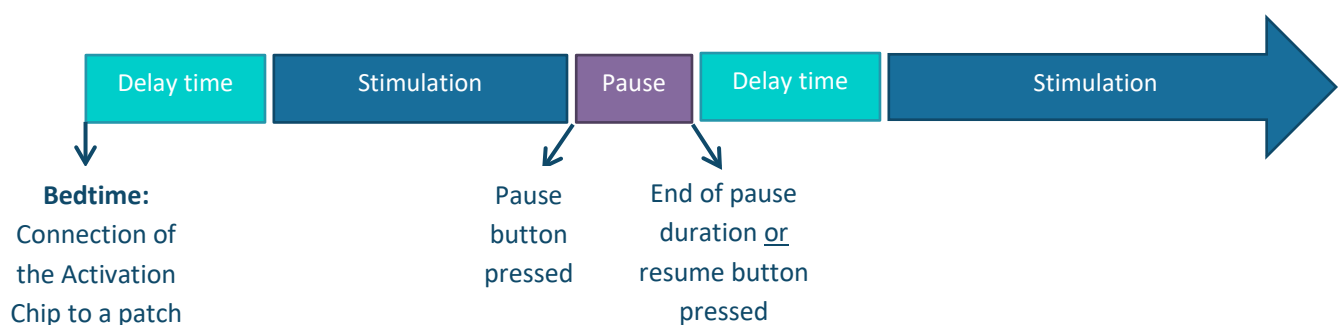 Delay time
Stimulation
Pause
Delay time
Stimulation
Bedtime:
Connection of
the Activation
Chip to a patch
Pause
button
pressed
End of pause
duration or
resume button
pressed